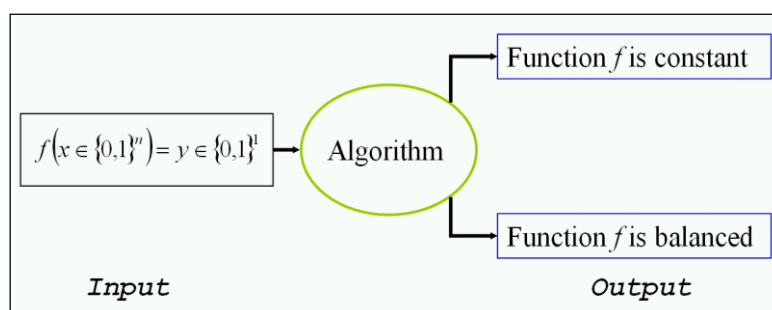 Function f is constant
f(x ∈ {0,1}ⁿ) = y ∈ {0,1}¹
Algorithm
Function f is balanced
Input
Output